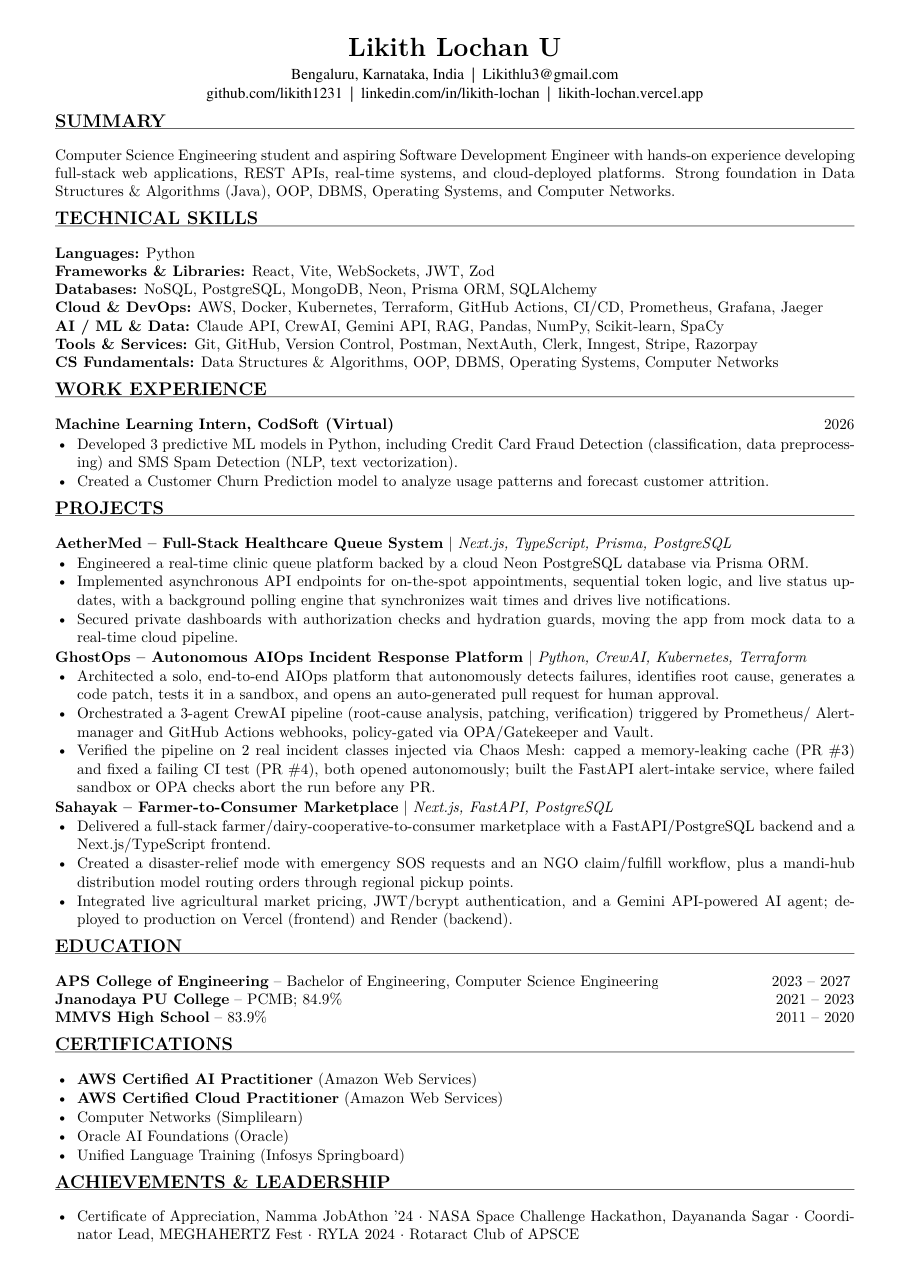 Likith Lochan U
Bengaluru, Karnataka, India | Likithlu3@gmail.com
github.com/likith1231 | linkedin.com/in/likith-lochan | likith-lochan.vercel.app
SUMMARY
Computer Science Engineering student and aspiring Software Development Engineer with hands-on experience developing
full-stack web applications, REST APIs, real-time systems, and cloud-deployed platforms. Strong foundation in Data
Structures & Algorithms (Java), OOP, DBMS, Operating Systems, and Computer Networks.
TECHNICAL SKILLS
Languages: Python
Frameworks & Libraries: React, Vite, WebSockets, JWT, Zod
Databases: NoSQL, PostgreSQL, MongoDB, Neon, Prisma ORM, SQLAlchemy
Cloud & DevOps: AWS, Docker, Kubernetes, Terraform, GitHub Actions, CI/CD, Prometheus, Grafana, Jaeger
AI / ML & Data: Claude API, CrewAI, Gemini API, RAG, Pandas, NumPy, Scikit-learn, SpaCy
Tools & Services: Git, GitHub, Version Control, Postman, NextAuth, Clerk, Inngest, Stripe, Razorpay
CS Fundamentals: Data Structures & Algorithms, OOP, DBMS, Operating Systems, Computer Networks
WORK EXPERIENCE
Machine Learning Intern, CodSoft (Virtual) 2026
• Developed 3 predictive ML models in Python, including Credit Card Fraud Detection (classification, data preprocess-
ing) and SMS Spam Detection (NLP, text vectorization).
• Created a Customer Churn Prediction model to analyze usage patterns and forecast customer attrition.
PROJECTS
AetherMed – Full-Stack Healthcare Queue System | Next.js, TypeScript, Prisma, PostgreSQL
• Engineered a real-time clinic queue platform backed by a cloud Neon PostgreSQL database via Prisma ORM.
• Implemented asynchronous API endpoints for on-the-spot appointments, sequential token logic, and live status up-
dates, with a background polling engine that synchronizes wait times and drives live notifications.
• Secured private dashboards with authorization checks and hydration guards, moving the app from mock data to a
real-time cloud pipeline.
GhostOps – Autonomous AIOps Incident Response Platform | Python, CrewAI, Kubernetes, Terraform
• Architected a solo, end-to-end AIOps platform that autonomously detects failures, identifies root cause, generates a
code patch, tests it in a sandbox, and opens an auto-generated pull request for human approval.
• Orchestrated a 3-agent CrewAI pipeline (root-cause analysis, patching, verification) triggered by Prometheus/ Alert-
manager and GitHub Actions webhooks, policy-gated via OPA/Gatekeeper and Vault.
• Verified the pipeline on 2 real incident classes injected via Chaos Mesh: capped a memory-leaking cache (PR #3)
and fixed a failing CI test (PR #4), both opened autonomously; built the FastAPI alert-intake service, where failed
sandbox or OPA checks abort the run before any PR.
Sahayak – Farmer-to-Consumer Marketplace | Next.js, FastAPI, PostgreSQL
• Delivered a full-stack farmer/dairy-cooperative-to-consumer marketplace with a FastAPI/PostgreSQL backend and a
Next.js/TypeScript frontend.
• Created a disaster-relief mode with emergency SOS requests and an NGO claim/fulfill workflow, plus a mandi-hub
distribution model routing orders through regional pickup points.
• Integrated live agricultural market pricing, JWT/bcrypt authentication, and a Gemini API-powered AI agent; de-
ployed to production on Vercel (frontend) and Render (backend).
EDUCATION
APS College of Engineering – Bachelor of Engineering, Computer Science Engineering 2023 – 2027
Jnanodaya PU College – PCMB; 84.9% 2021 – 2023
MMVS High School – 83.9% 2011 – 2020
CERTIFICATIONS
• AWS Certified AI Practitioner (Amazon Web Services)
• AWS Certified Cloud Practitioner (Amazon Web Services)
• Computer Networks (Simplilearn)
• Oracle AI Foundations (Oracle)
• Unified Language Training (Infosys Springboard)
ACHIEVEMENTS & LEADERSHIP
• Certificate of Appreciation, Namma JobAthon ’24 · NASA Space Challenge Hackathon, Dayananda Sagar · Coordi-
nator Lead, MEGHAHERTZ Fest · RYLA 2024 · Rotaract Club of APSCE